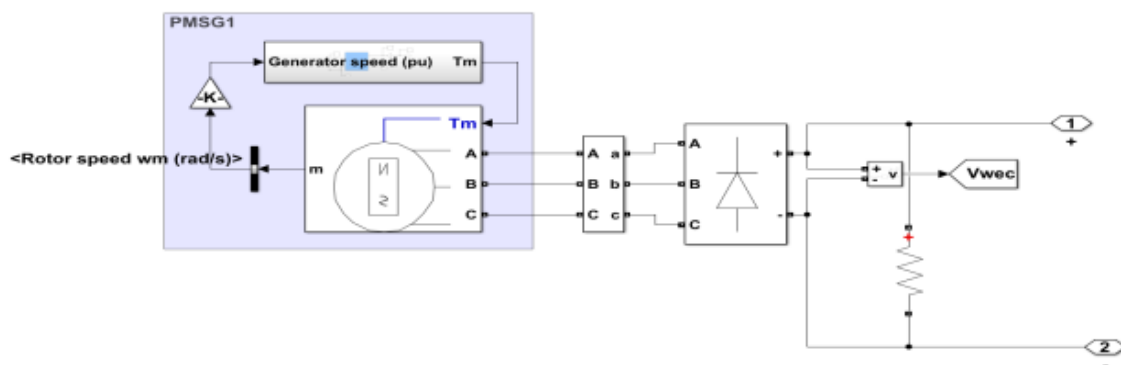 PMSG1
Generator speed (pu) Tm
-K-
Tm
<Rotor speed wm (rad/s)>
m
N
S
A
B
C
A a
B b
C c
A
B
C
+
-
+
-
v
Vwec
1
+
2
-